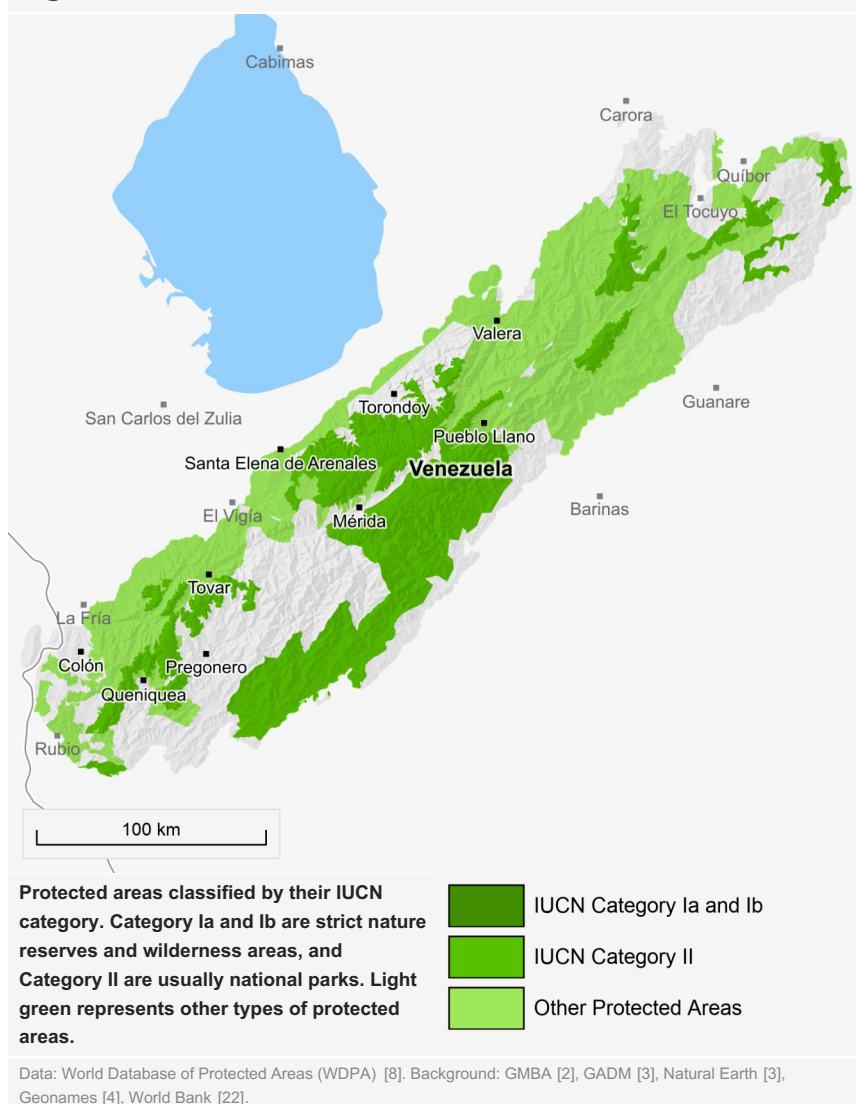 Cabimas
Carora
Quíbor
El Tocuyo
Valera
Torondoy
Guanare
San Carlos del Zulia
Pueblo Llano
Santa Elena de Arenales
Venezuela
El Vigía
Mérida
Barinas
Tovar
La Fría
Colón
Pregonero
Queniquea
Rubio
100 km
Protected areas classified by their IUCN
category. Category Ia and Ib are strict nature
reserves and wilderness areas, and
Category II are usually national parks. Light
green represents other types of protected
areas.
IUCN Category Ia and Ib
IUCN Category II
Other Protected Areas
Data: World Database of Protected Areas (WDPA) [8]. Background: GMBA [2], GADM [3], Natural Earth [3],
Geonames [4], World Bank [22].